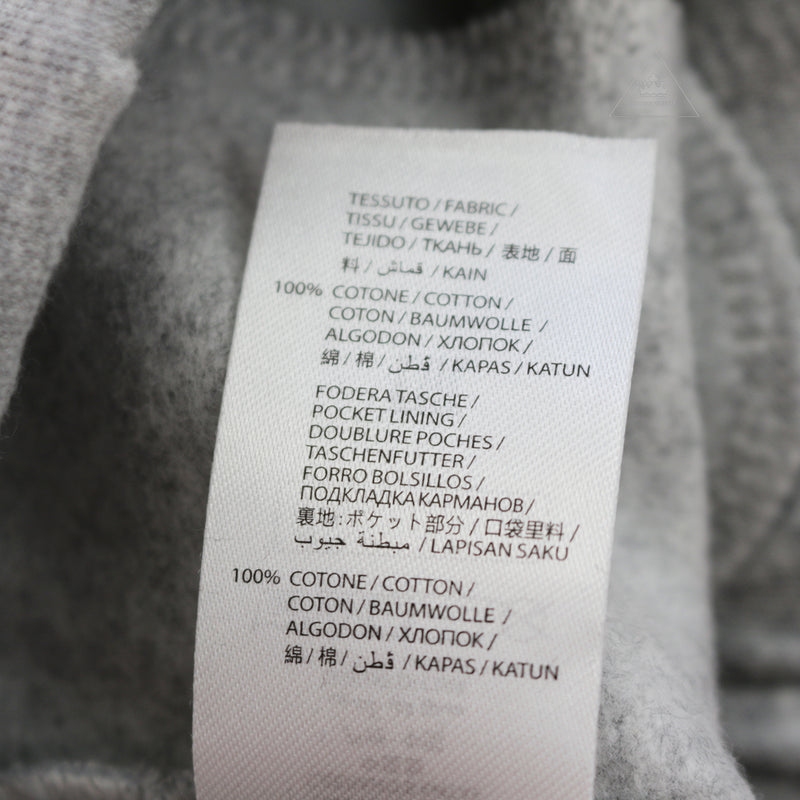 TESSUTO / FABRIC /
TISSU / GEWEBE /
TEJIDO / ТКАНЬ / 表地 / 面
料 / قماش / KAIN
100% COTONE / COTTON /
COTON / BAUMWOLLE /
ALGODON / ХЛОПОК /
綿 / 棉 / قطن / KAPAS / KATUN
FODERA TASCHE /
POCKET LINING /
DOUBLURE POCHES /
TASCHENFUTTER /
FORRO BOLSILLOS /
ПОДКЛАДКА КАРМАНОВ /
裏地:ポケット部分 / 口袋里料 /
مبطنة جيوب / LAPISAN SAKU
100% COTONE / COTTON /
COTON / BAUMWOLLE /
ALGODON / ХЛОПОК /
綿 / 棉 / قطن / KAPAS / KATUN